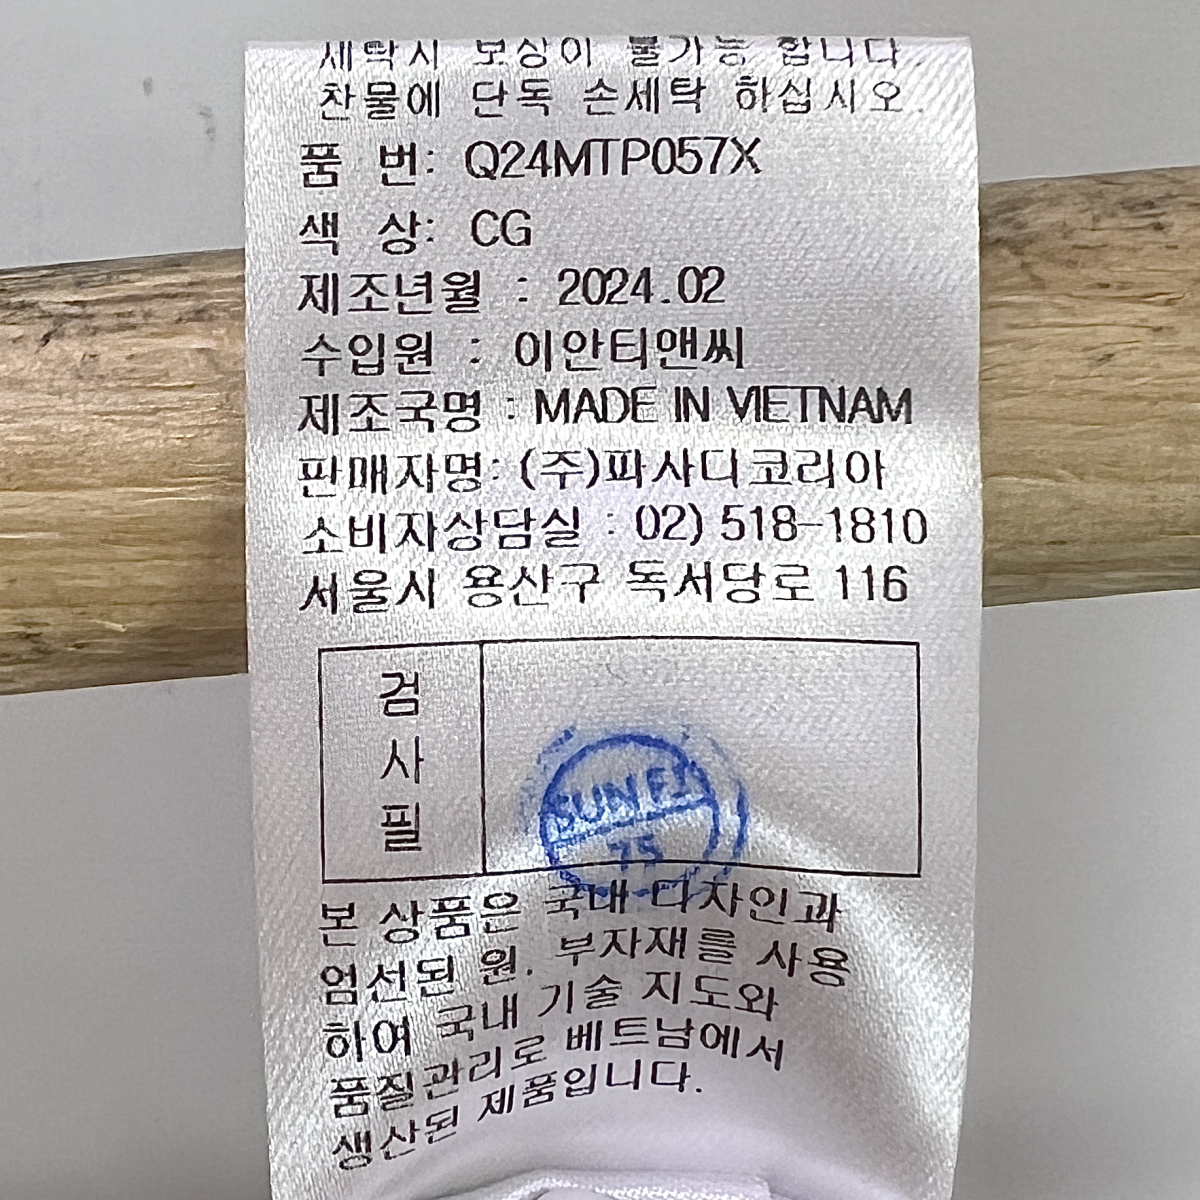 세탁시 보상이 불가능 합니다.
찬물에 단독 손세탁 하십시오.
품 번: Q24MTP057X
색 상: CG
제조년월 : 2024.02
수입원 : 이안티앤씨
제조국명 : MADE IN VIETNAM
판매자명: (주)파사디코리아
소비자상담실 : 02) 518-1810
서울시 용산구 독서당로 116
검
사
필
SUN F1
75
본 상품은 국내 디자인과
엄선된 원, 부자재를 사용
하여 국내 기술 지도와
품질관리로 베트남에서
생산된 제품입니다.